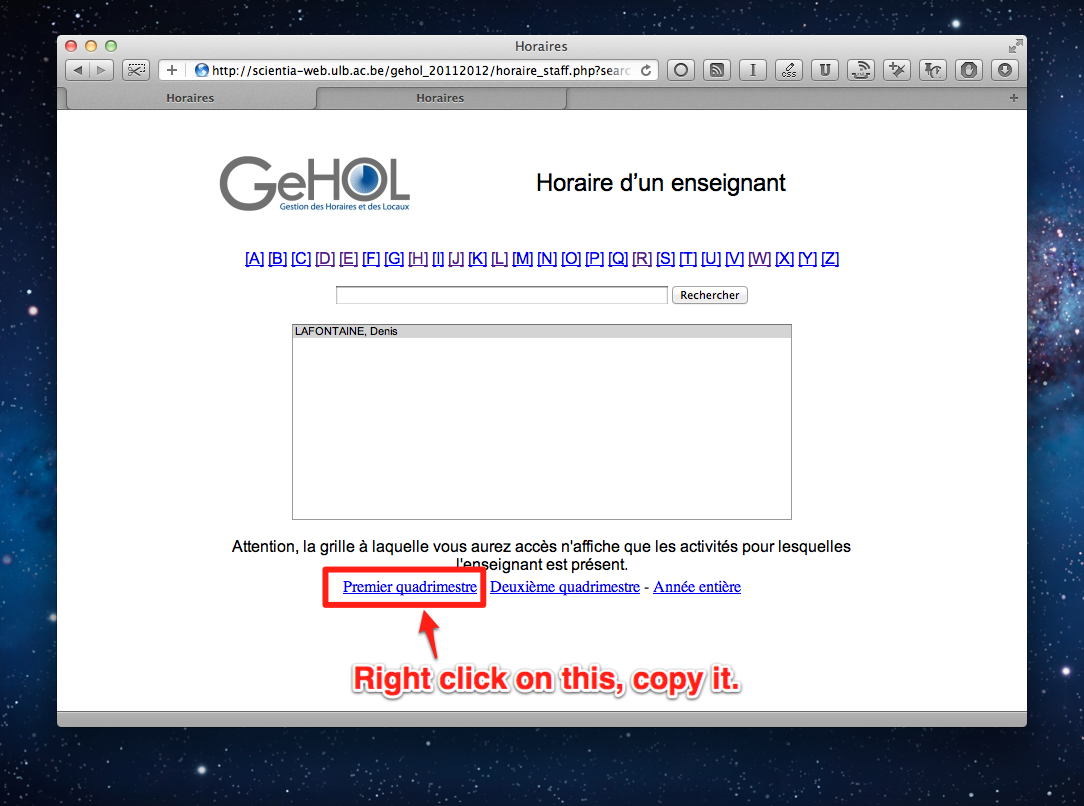 Horaires
http://scientia-web.ulb.ac.be/gehol_20112012/horaire_staff.php?searc
Horaires
Horaires
GeHOL
Gestion des Horaires et des Locaux
Horaire d’un enseignant
[A] [B] [C] [D] [E] [F] [G] [H] [I] [J] [K] [L] [M] [N] [O] [P] [Q] [R] [S] [T] [U] [V] [W] [X] [Y] [Z]
Rechercher
LAFONTAINE, Denis
Attention, la grille à laquelle vous aurez accès n'affiche que les activités pour lesquelles
l'enseignant est présent.
Premier quadrimestre Deuxième quadrimestre - Année entière
Right click on this, copy it.